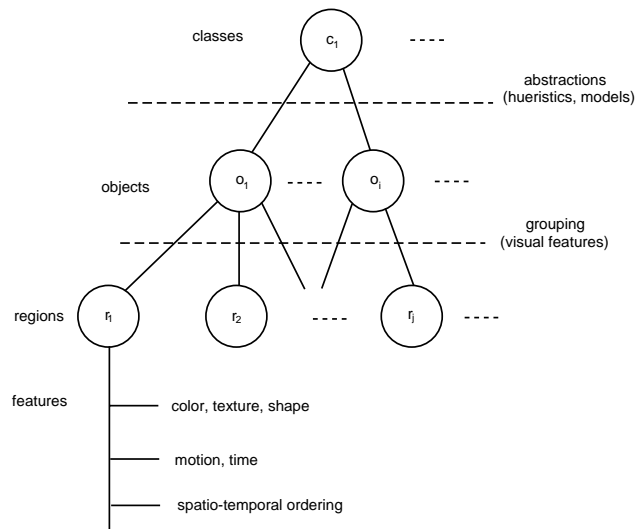 classes
c1
abstractions
(hueristics, models)
objects
o1
oi
grouping
(visual features)
regions
r1
r2
rj
features
color, texture, shape
motion, time
spatio-temporal ordering